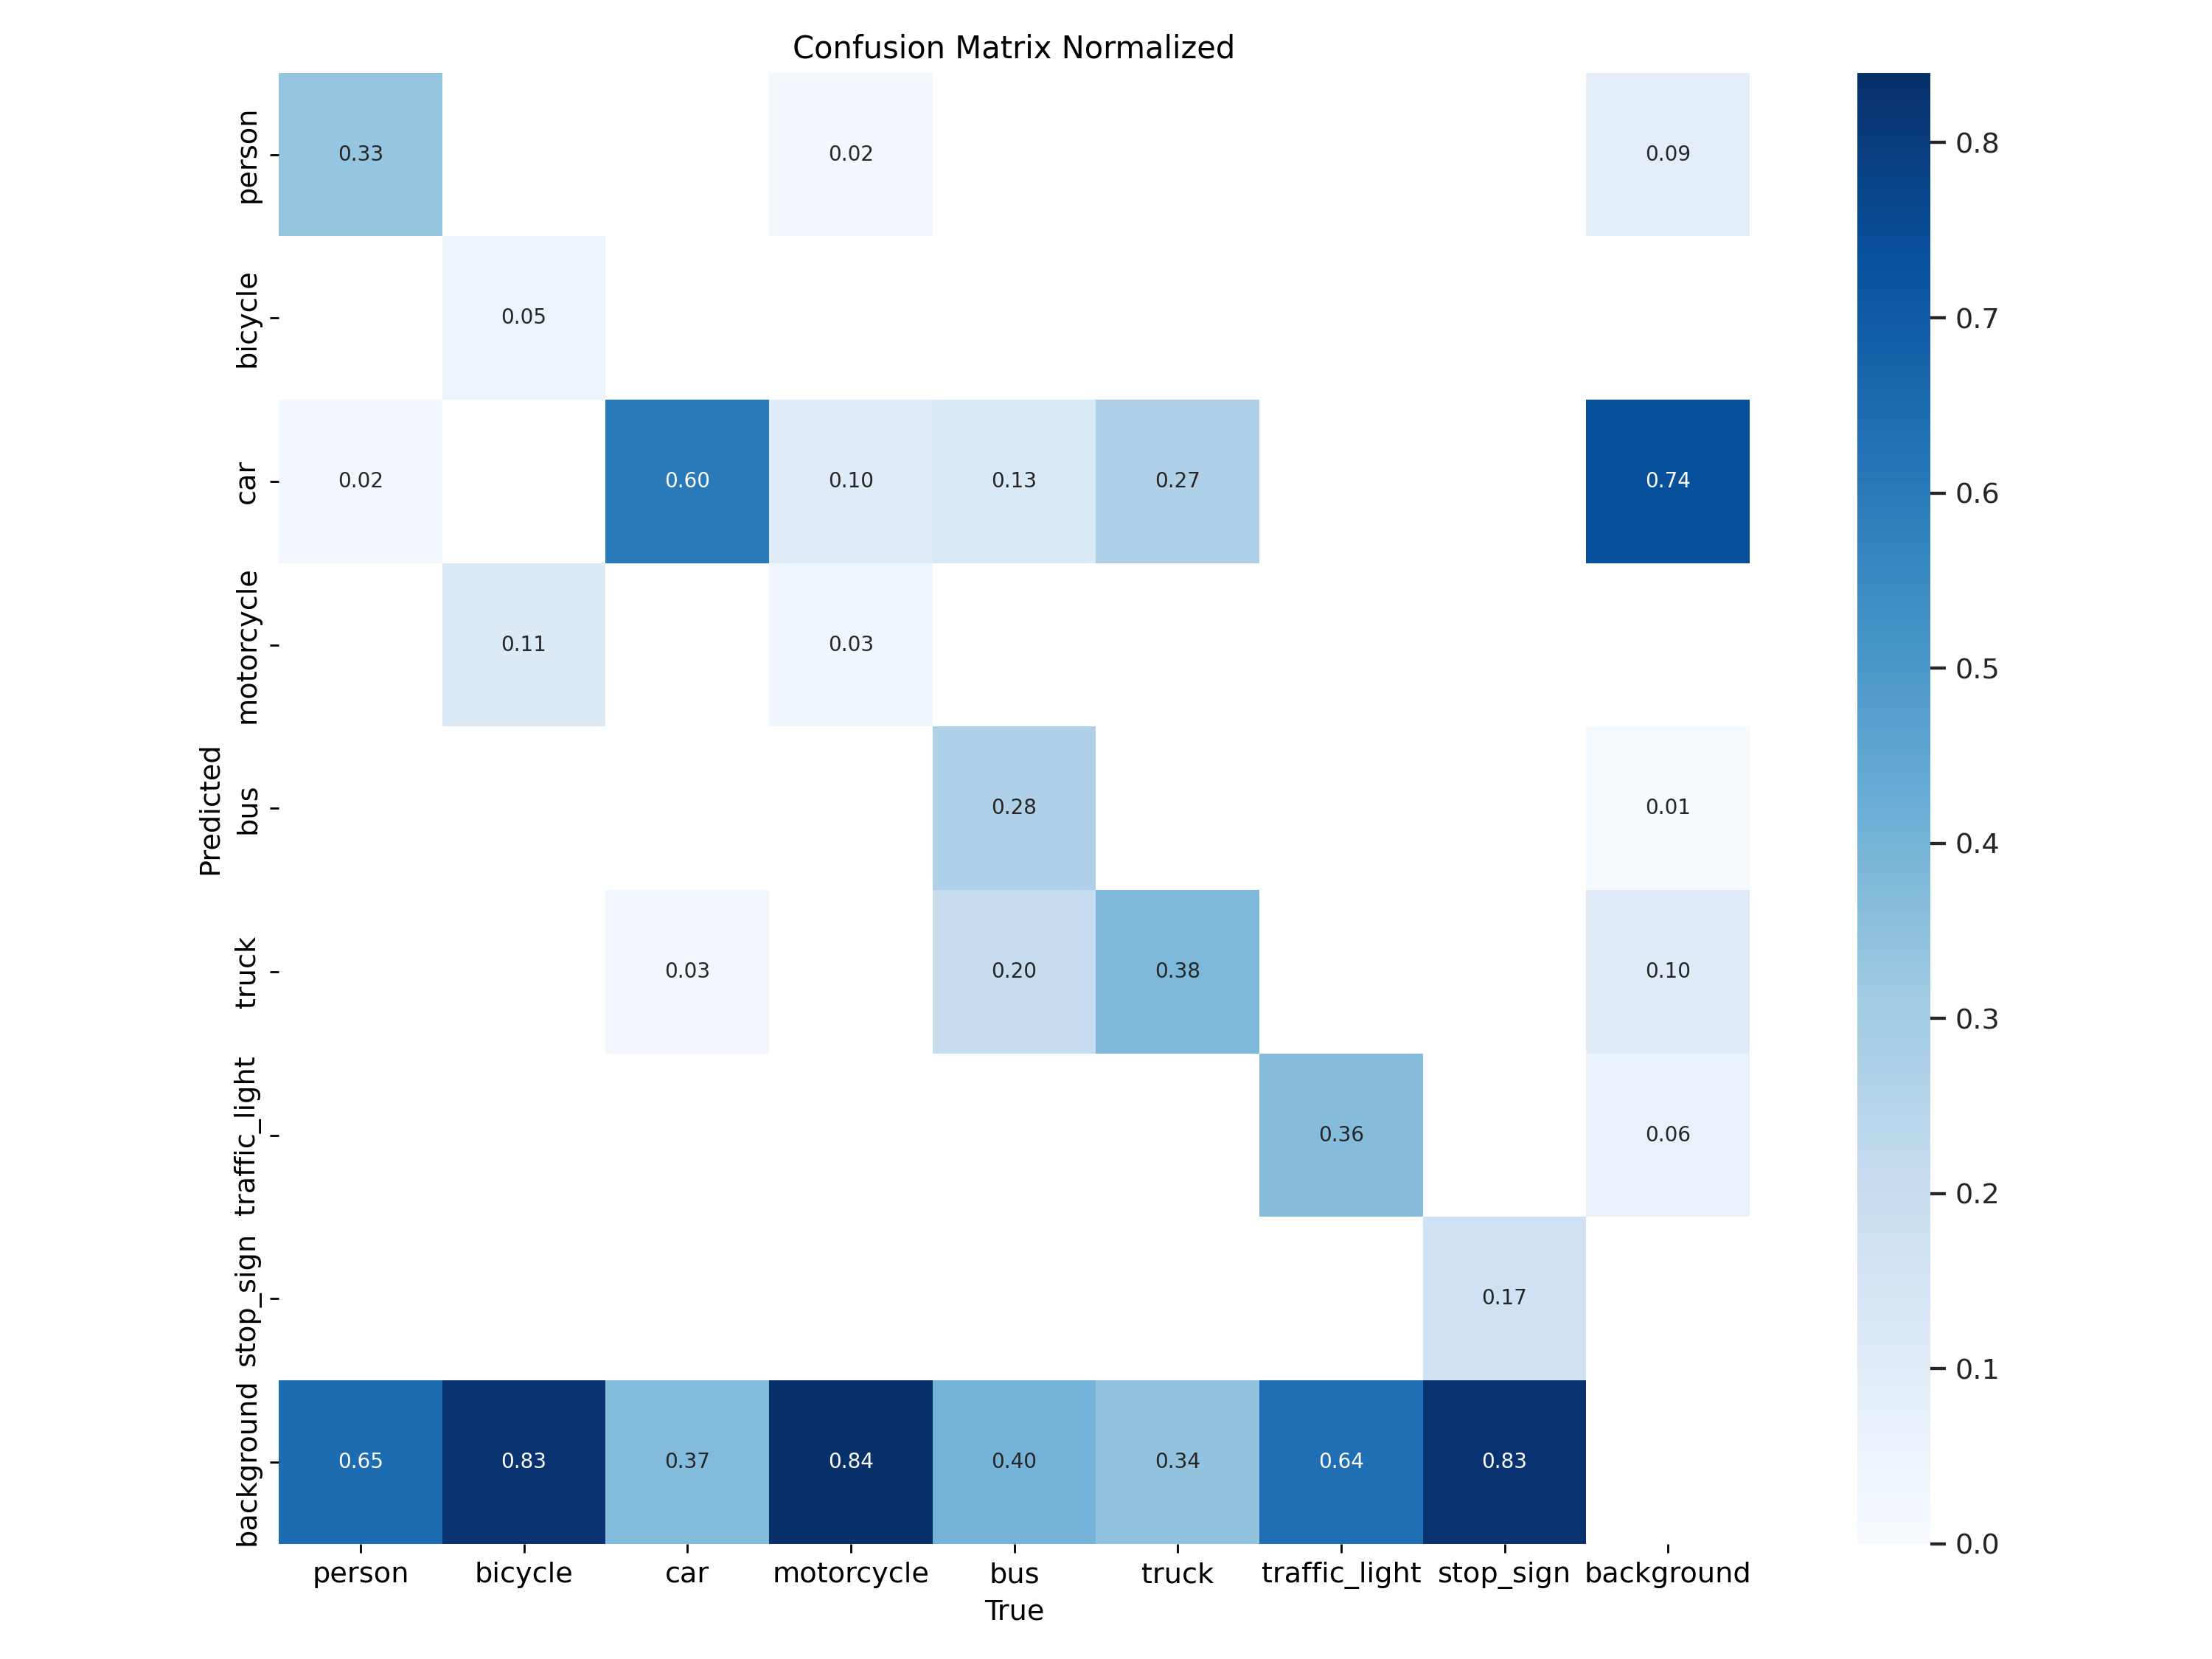 Confusion Matrix Normalized
person
0.33
0.02
0.09
bicycle
0.05
car
0.02
0.60
0.10
0.13
0.27
0.74
motorcycle
0.11
0.03
bus
0.28
0.01
truck
0.03
0.20
0.38
0.10
traffic_light
0.36
0.06
stop_sign
0.17
background
0.65
0.83
0.37
0.84
0.40
0.34
0.64
0.83
Predicted
person
bicycle
car
motorcycle
bus
truck
traffic_light
stop_sign
background
True
0.8
0.7
0.6
0.5
0.4
0.3
0.2
0.1
0.0